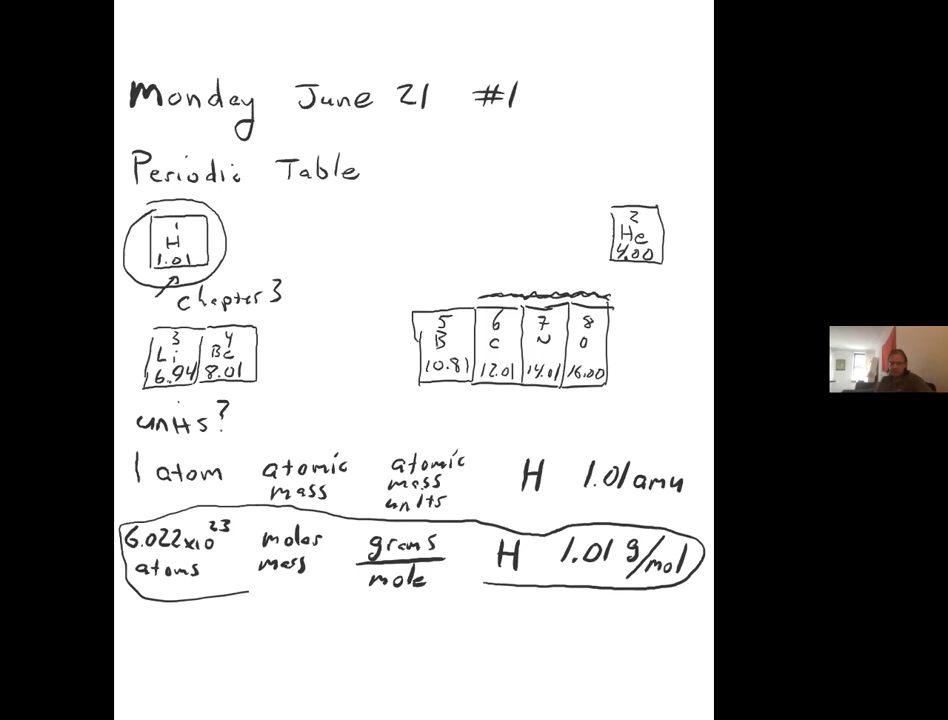 Monday June 21 #1
Periodic Table
1
H
1.01
2
He
4.00
Chapter 3
3
Li
6.94
4
Be
8.01
5
B
10.81
6
C
12.01
7
N
14.01
8
O
16.00
units?
1 atom atomic mass atomic mass units H 1.01 amu
6.022x10^23 atoms molar mass grams/mole H 1.01 g/mol